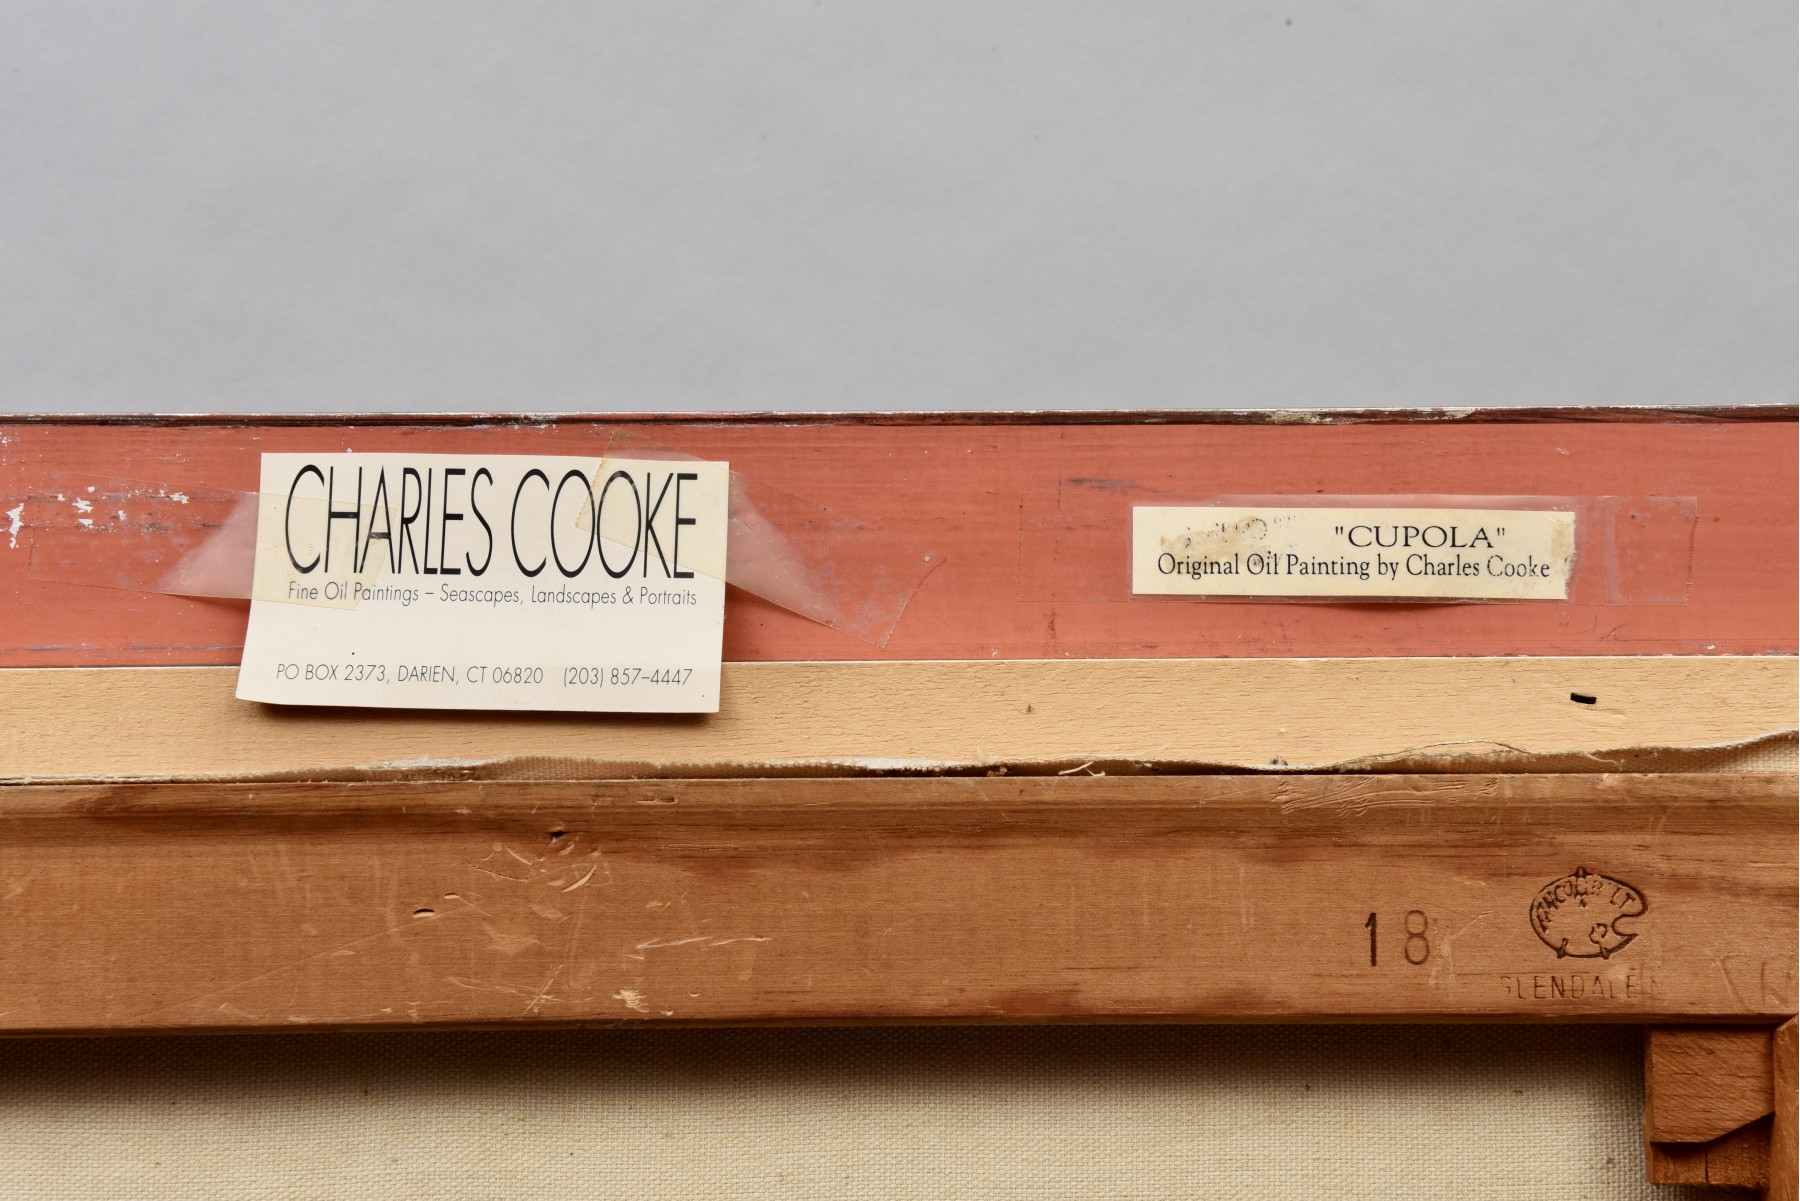 CHARLES COOKE
Fine Oil Paintings – Seascapes, Landscapes & Portraits
PO BOX 2373, DARIEN, CT 06820 (203) 857–4447
"CUPOLA"
Original Oil Painting by Charles Cooke
18
GLENDALE